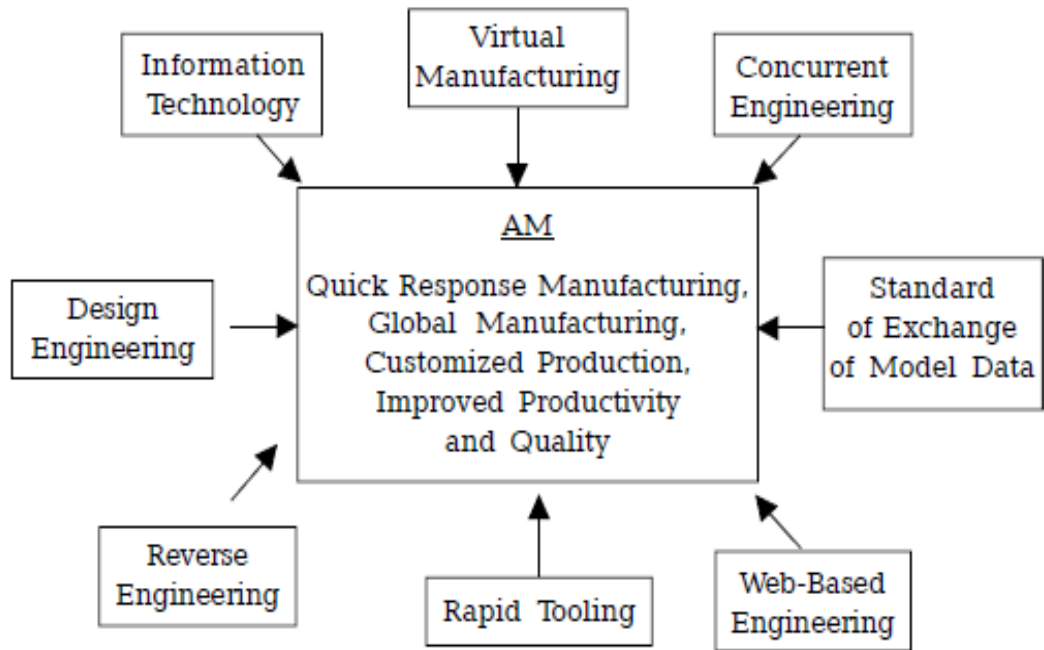 Virtual
Manufacturing
Information
Technology
Concurrent
Engineering
AM
Quick Response Manufacturing,
Global Manufacturing,
Customized Production,
Improved Productivity
and Quality
Design
Engineering
Standard
of Exchange
of Model Data
Reverse
Engineering
Rapid Tooling
Web-Based
Engineering